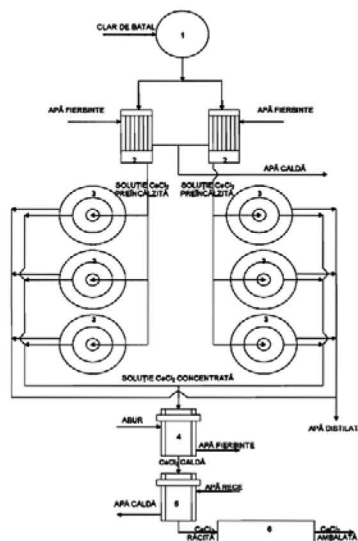 CLAR DE BATAL
1
APĂ FIERBINTE
APĂ FIERBINTE
2
2
APĂ CALDĂ
SOLUȚIE CaCl₂
PREÎNCĂLZITĂ
SOLUȚIE CaCl₂
PREÎNCĂLZITĂ
3
3
3
3
3
3
SOLUȚIE CaCl₂ CONCENTRATĂ
APĂ DISTILATĂ
ABUR
4
APĂ FIERBINTE
CaCl₂ CALDĂ
APĂ RECE
5
APĂ CALDĂ
CaCl₂
RĂCITĂ
6
CaCl₂
AMBALATĂ